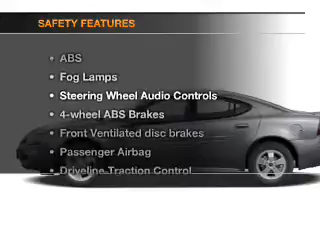 SAFETY FEATURES
• ABS
• Fog Lamps
• Steering Wheel Audio Controls
• 4-wheel ABS Brakes
• Front Ventilated disc brakes
• Passenger Airbag
• Driveline Traction Control